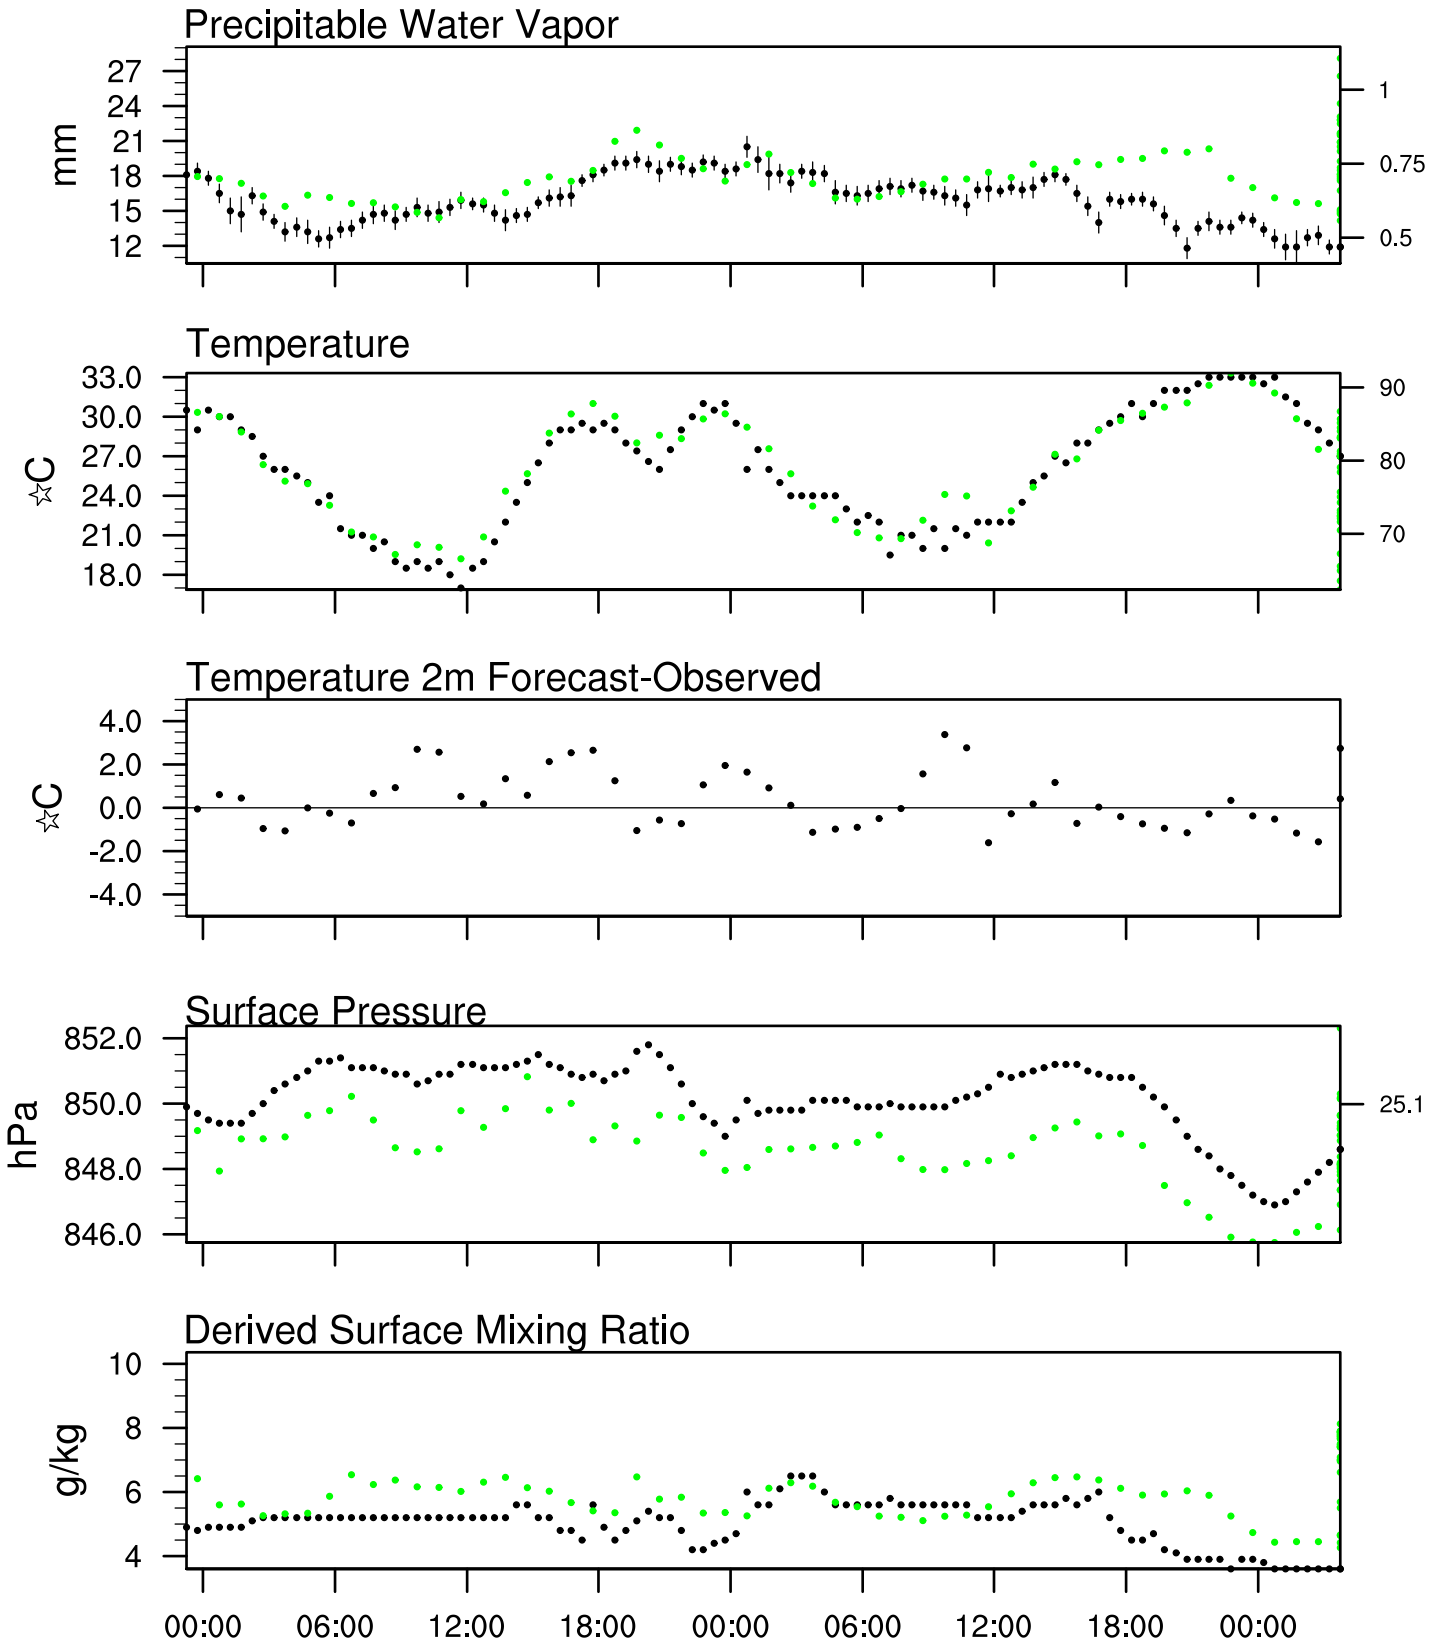 Precipitable Water Vapor
27
24
21
18
15
12
mm
1
0.75
0.5
Temperature
33.0
30.0
27.0
24.0
21.0
18.0
☆C
90
80
70
Temperature 2m Forecast-Observed
4.0
2.0
0.0
-2.0
-4.0
☆C
Surface Pressure
852.0
850.0
848.0
846.0
hPa
25.1
Derived Surface Mixing Ratio
10
8
6
4
g/kg
00:00 06:00 12:00 18:00 00:00 06:00 12:00 18:00 00:00